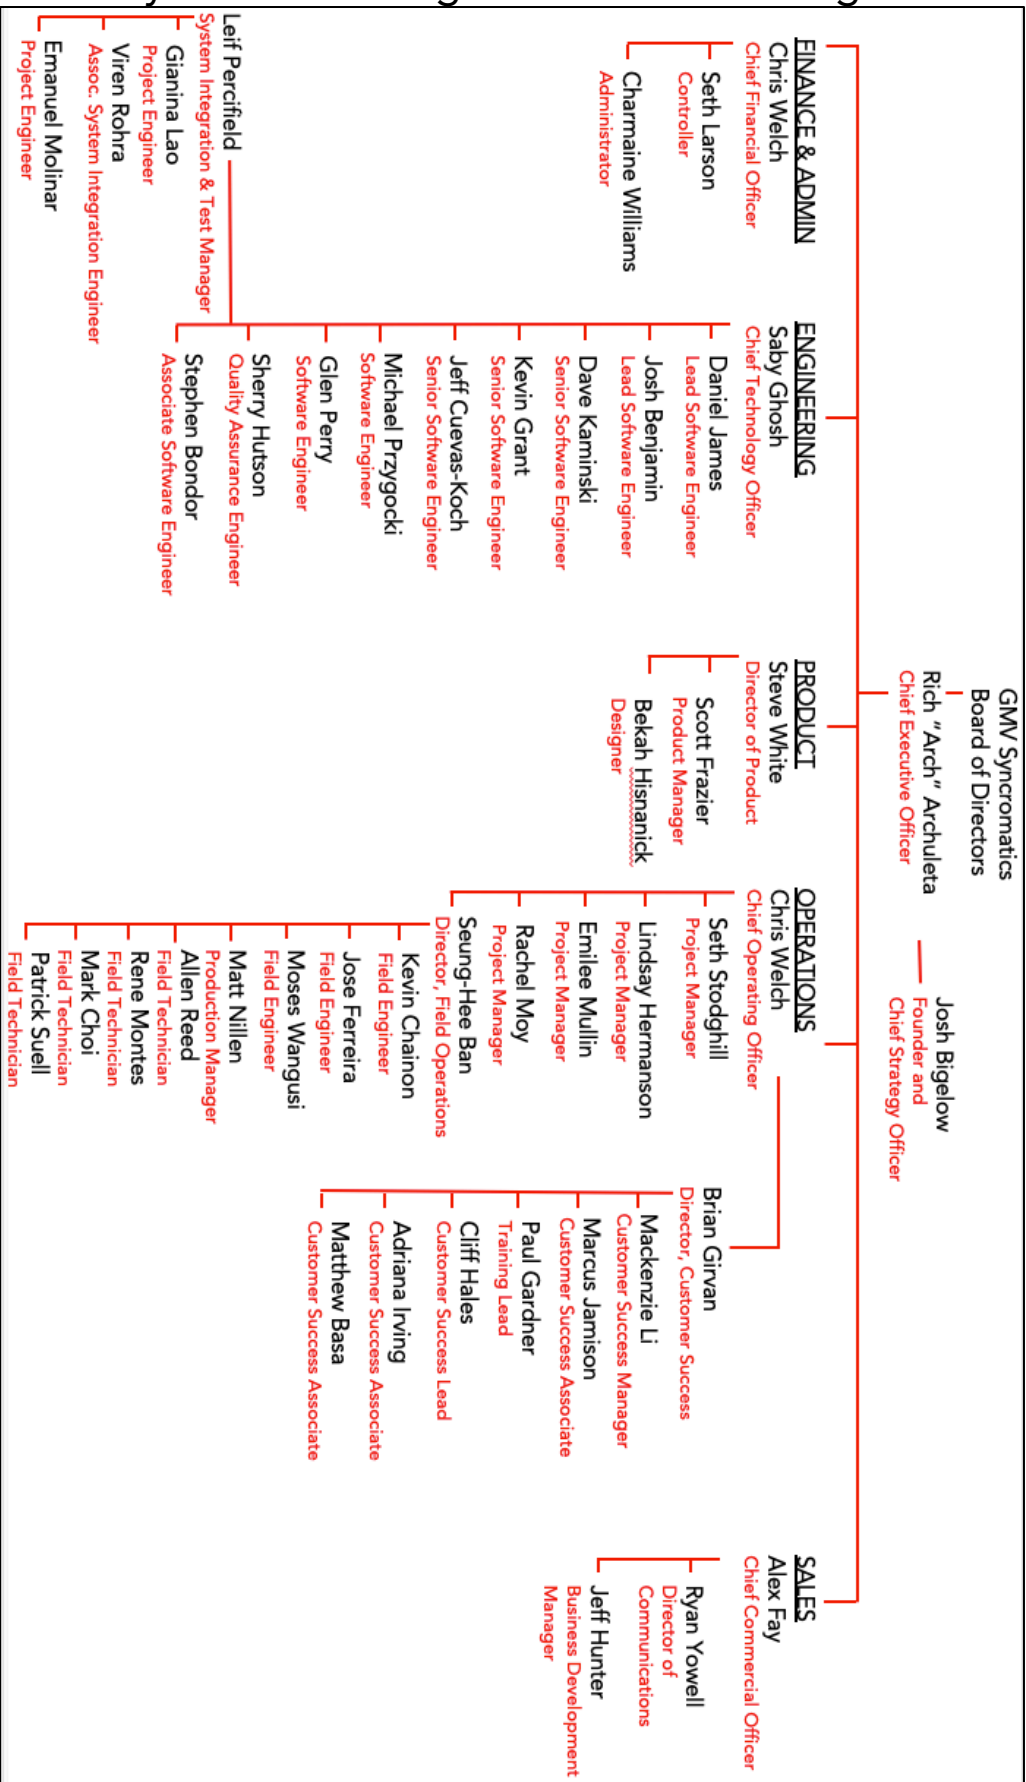 GMV Syncromatics
Board of Directors
Rich “Arch” Archuleta
Chief Executive Officer
Josh Bigelow
Founder and
Chief Strategy Officer
FINANCE & ADMIN
Chris Welch
Chief Financial Officer
Seth Larson
Controller
Charmaine Williams
Administrator
ENGINEERING
Saby Ghosh
Chief Technology Officer
Daniel James
Lead Software Engineer
Josh Benjamin
Lead Software Engineer
Dave Kaminski
Senior Software Engineer
Kevin Grant
Senior Software Engineer
Jeff Cuevas-Koch
Senior Software Engineer
Michael Przygocki
Software Engineer
Glen Perry
Software Engineer
Sherry Hutson
Quality Assurance Engineer
Stephen Bondor
Associate Software Engineer
Leif Percifield
System Integration & Test Manager
Gianina Lao
Project Engineer
Viren Rohra
Assoc. System Integration Engineer
Emanuel Molinar
Project Engineer
PRODUCT
Steve White
Director of Product
Scott Frazier
Product Manager
Bekah Hisnanick
Designer
OPERATIONS
Chris Welch
Chief Operating Officer
Seth Stodghill
Project Manager
Lindsay Hermanson
Project Manager
Emilee Mullin
Project Manager
Rachel Moy
Project Manager
Seung-Hee Ban
Director, Field Operations
Kevin Chainon
Field Engineer
Jose Ferreira
Field Engineer
Moses Wangusi
Field Engineer
Matt Nillen
Production Manager
Allen Reed
Field Technician
Rene Montes
Field Technician
Mark Choi
Field Technician
Patrick Suell
Field Technician
Brian Girvan
Director, Customer Success
Mackenzie Li
Customer Success Manager
Marcus Jamison
Customer Success Associate
Paul Gardner
Training Lead
Cliff Hales
Customer Success Lead
Adriana Irving
Customer Success Associate
Matthew Basa
Customer Success Associate
SALES
Alex Fay
Chief Commercial Officer
Ryan Yowell
Director of
Communications
Jeff Hunter
Business Development
Manager